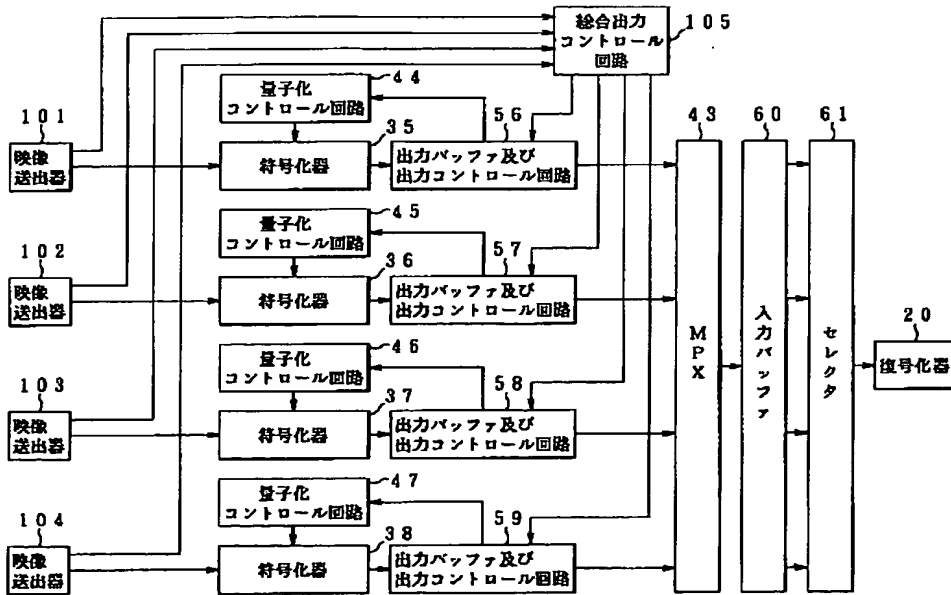 総合出力
コントロール
回路
105
44
量子化
コントロール回路
101
映像
送出器
35
符号化器
56
出力バッファ及び
出力コントロール回路
43
MPX
60
入力バッファ
61
セレクタ
45
量子化
コントロール回路
102
映像
送出器
36
符号化器
57
出力バッファ及び
出力コントロール回路
20
復号化器
46
量子化
コントロール回路
103
映像
送出器
37
符号化器
58
出力バッファ及び
出力コントロール回路
47
量子化
コントロール回路
104
映像
送出器
38
符号化器
59
出力バッファ及び
出力コントロール回路